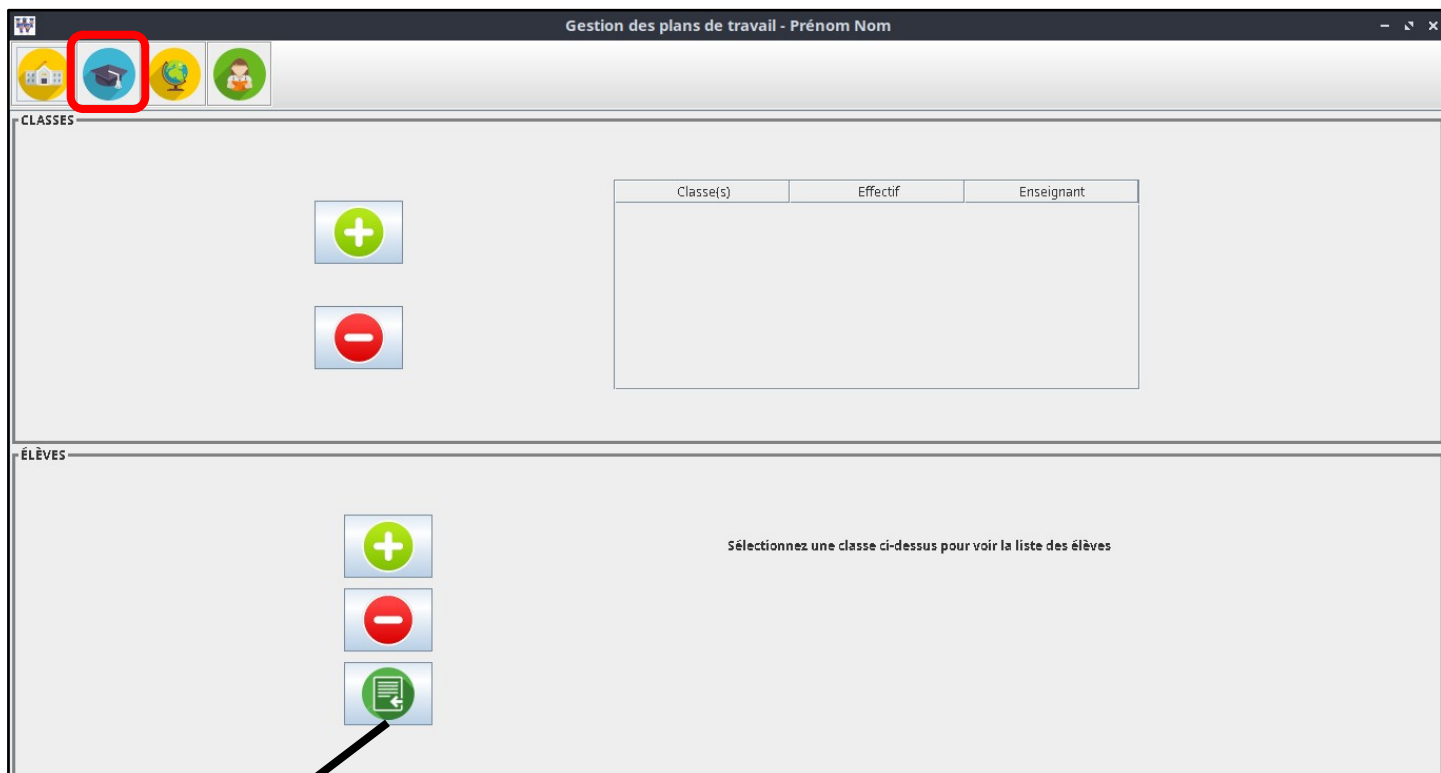 Gestion des plans de travail - Prénom Nom
CLASSES
Classe(s) Effectif Enseignant
ÉLÈVES
Sélectionnez une classe ci-dessus pour voir la liste des élèves